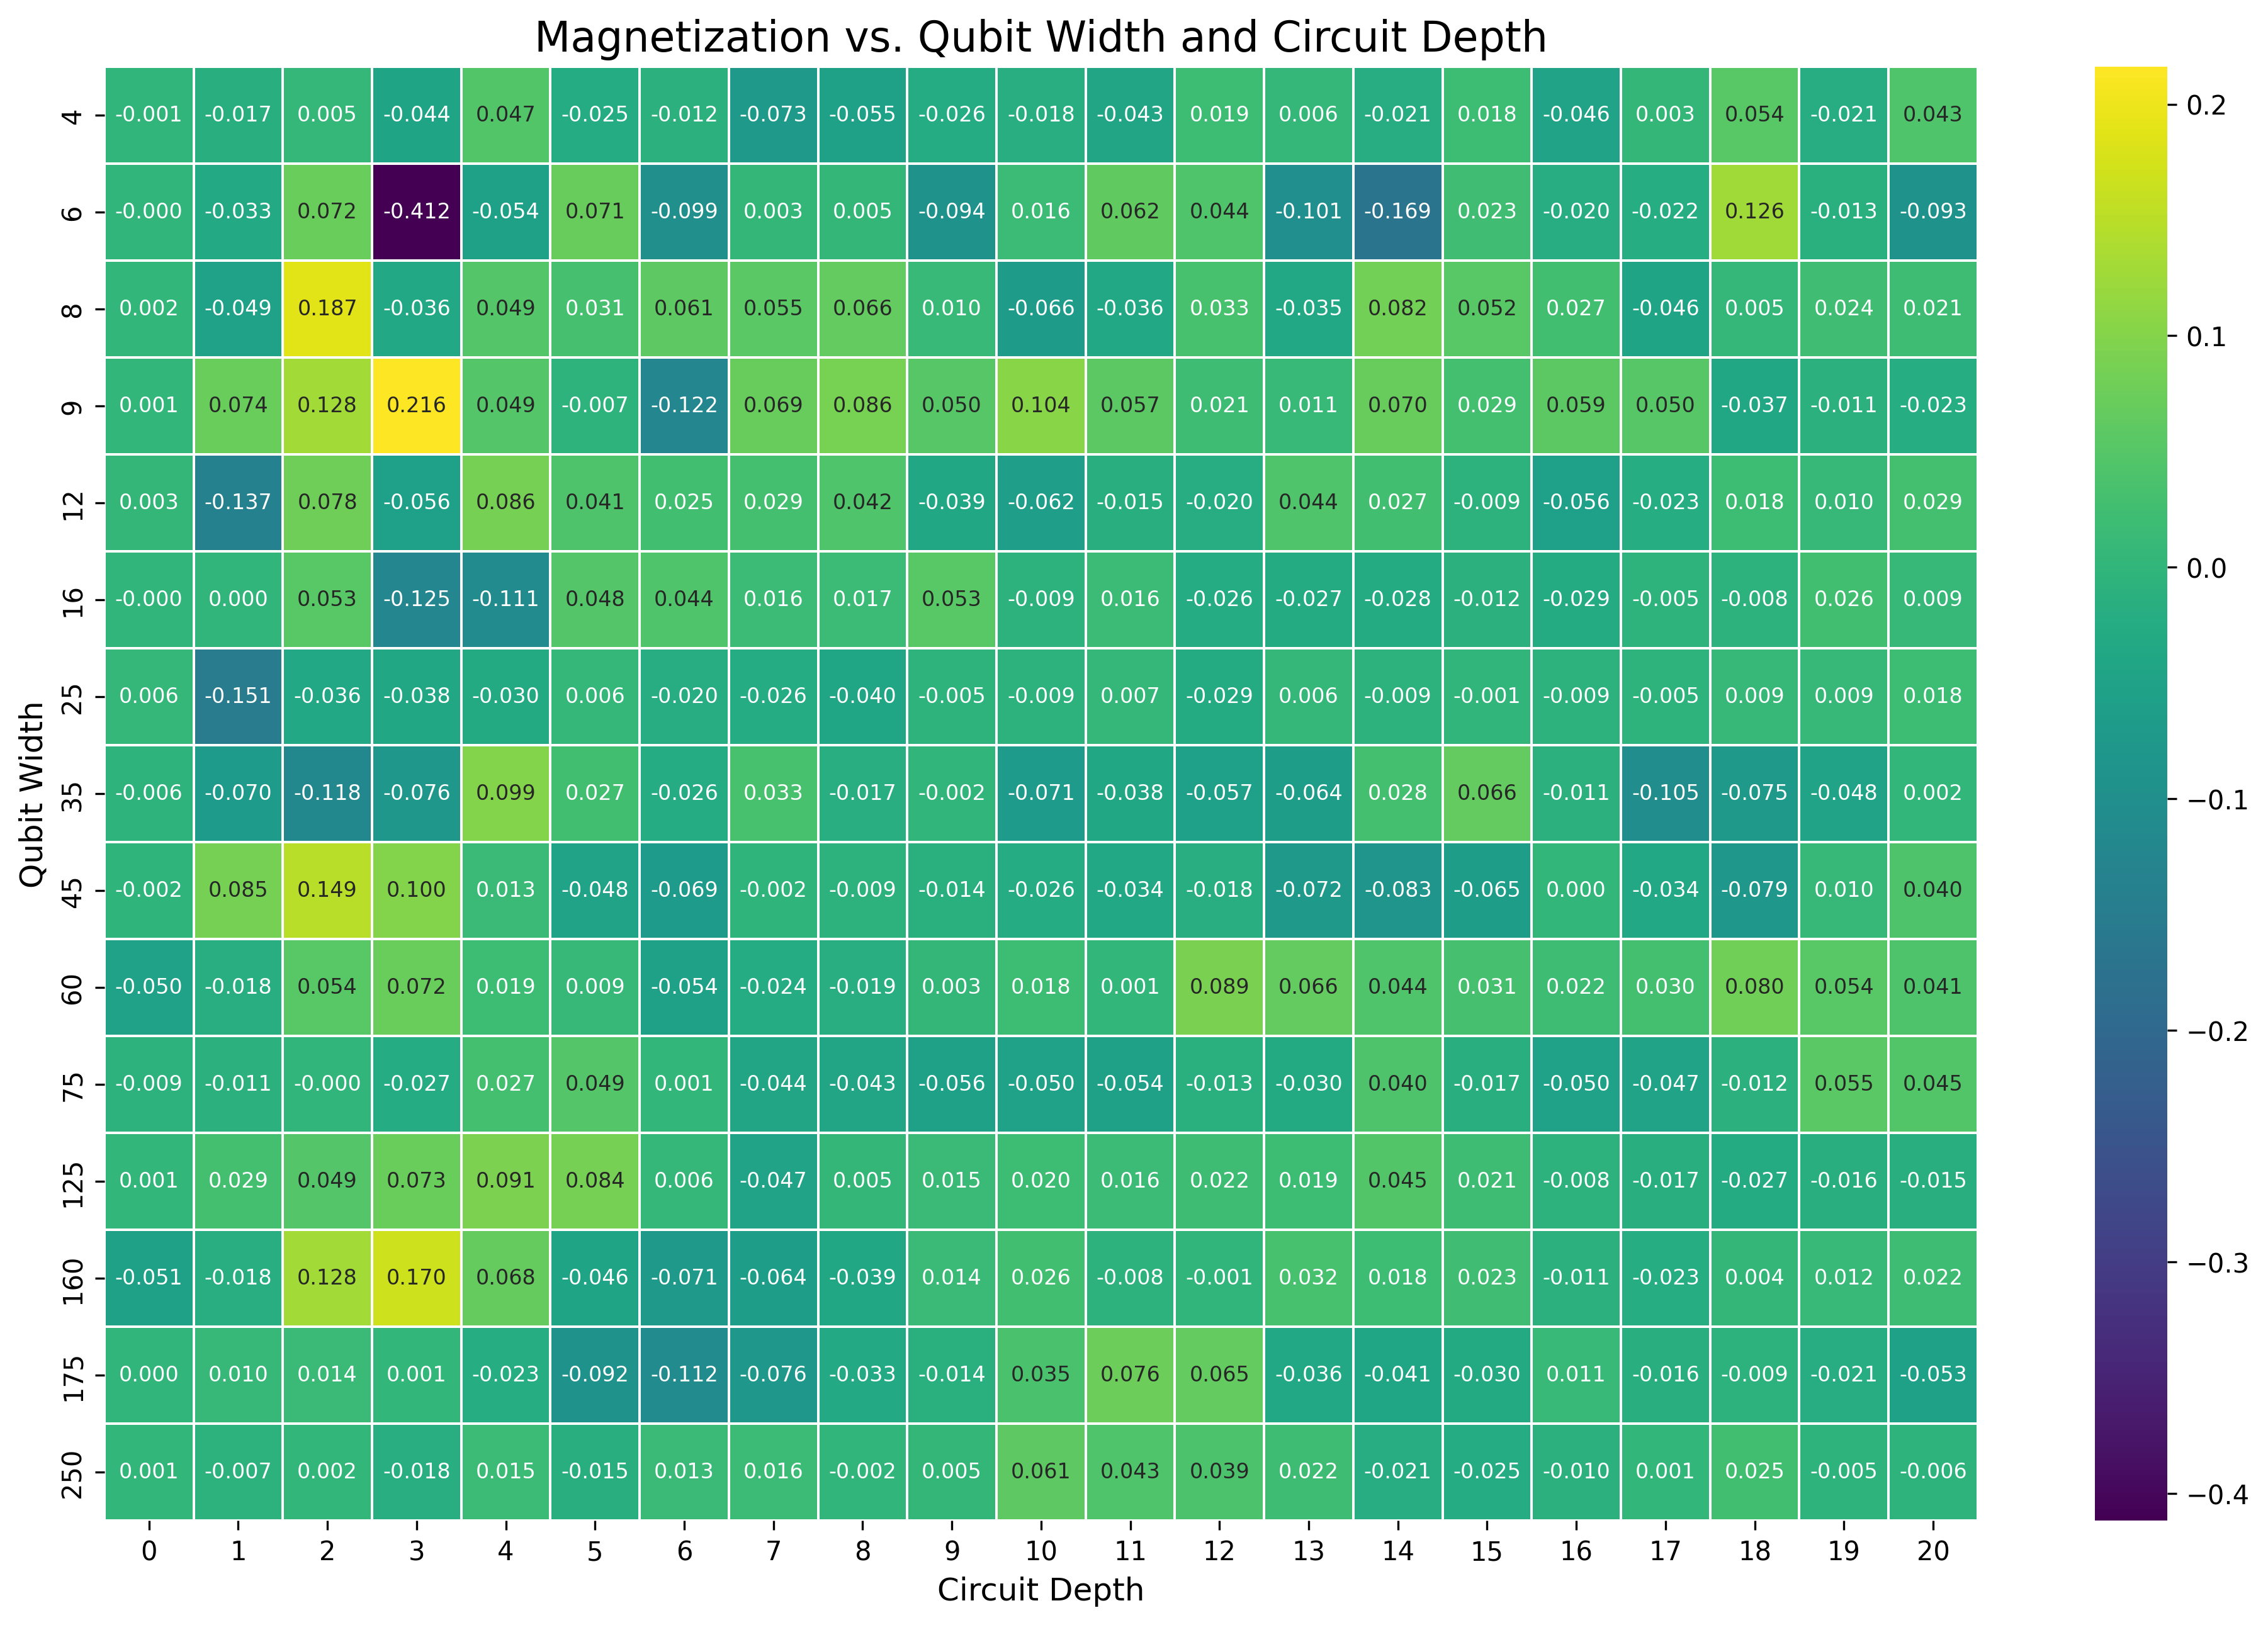 Magnetization vs. Qubit Width and Circuit Depth
4 -0.001 -0.017 0.005 -0.044 0.047 -0.025 -0.012 -0.073 -0.055 -0.026 -0.018 -0.043 0.019 0.006 -0.021 0.018 -0.046 0.003 0.054 -0.021 0.043
6 -0.000 -0.033 0.072 -0.412 -0.054 0.071 -0.099 0.003 0.005 -0.094 0.016 0.062 0.044 -0.101 -0.169 0.023 -0.020 -0.022 0.126 -0.013 -0.093
8 0.002 -0.049 0.187 -0.036 0.049 0.031 0.061 0.055 0.066 0.010 -0.066 -0.036 0.033 -0.035 0.082 0.052 0.027 -0.046 0.005 0.024 0.021
9 0.001 0.074 0.128 0.216 0.049 -0.007 -0.122 0.069 0.086 0.050 0.104 0.057 0.021 0.011 0.070 0.029 0.059 0.050 -0.037 -0.011 -0.023
12 0.003 -0.137 0.078 -0.056 0.086 0.041 0.025 0.029 0.042 -0.039 -0.062 -0.015 -0.020 0.044 0.027 -0.009 -0.056 -0.023 0.018 0.010 0.029
16 -0.000 0.000 0.053 -0.125 -0.111 0.048 0.044 0.016 0.017 0.053 -0.009 0.016 -0.026 -0.027 -0.028 -0.012 -0.029 -0.005 -0.008 0.026 0.009
25 0.006 -0.151 -0.036 -0.038 -0.030 0.006 -0.020 -0.026 -0.040 -0.005 -0.009 0.007 -0.029 0.006 -0.009 -0.001 -0.009 -0.005 0.009 0.009 0.018
35 -0.006 -0.070 -0.118 -0.076 0.099 0.027 -0.026 0.033 -0.017 -0.002 -0.071 -0.038 -0.057 -0.064 0.028 0.066 -0.011 -0.105 -0.075 -0.048 0.002
45 -0.002 0.085 0.149 0.100 0.013 -0.048 -0.069 -0.002 -0.009 -0.014 -0.026 -0.034 -0.018 -0.072 -0.083 -0.065 0.000 -0.034 -0.079 0.010 0.040
60 -0.050 -0.018 0.054 0.072 0.019 0.009 -0.054 -0.024 -0.019 0.003 0.018 0.001 0.089 0.066 0.044 0.031 0.022 0.030 0.080 0.054 0.041
75 -0.009 -0.011 -0.000 -0.027 0.027 0.049 0.001 -0.044 -0.043 -0.056 -0.050 -0.054 -0.013 -0.030 0.040 -0.017 -0.050 -0.047 -0.012 0.055 0.045
125 0.001 0.029 0.049 0.073 0.091 0.084 0.006 -0.047 0.005 0.015 0.020 0.016 0.022 0.019 0.045 0.021 -0.008 -0.017 -0.027 -0.016 -0.015
160 -0.051 -0.018 0.128 0.170 0.068 -0.046 -0.071 -0.064 -0.039 0.014 0.026 -0.008 -0.001 0.032 0.018 0.023 -0.011 -0.023 0.004 0.012 0.022
175 0.000 0.010 0.014 0.001 -0.023 -0.092 -0.112 -0.076 -0.033 -0.014 0.035 0.076 0.065 -0.036 -0.041 -0.030 0.011 -0.016 -0.009 -0.021 -0.053
250 0.001 -0.007 0.002 -0.018 0.015 -0.015 0.013 0.016 -0.002 0.005 0.061 0.043 0.039 0.022 -0.021 -0.025 -0.010 0.001 0.025 -0.005 -0.006
0 1 2 3 4 5 6 7 8 9 10 11 12 13 14 15 16 17 18 19 20
Circuit Depth
Qubit Width
0.2
0.1
0.0
−0.1
−0.2
−0.3
−0.4